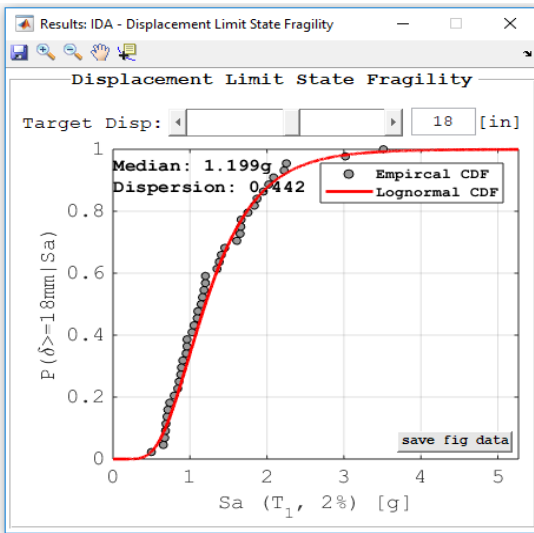 Results: IDA - Displacement Limit State Fragility
Displacement Limit State Fragility
Target Disp: 18 [in]
Median: 1.199g
Dispersion: 0.442
Empircal CDF
Lognormal CDF
P(δ>=18mm|Sa)
1
0.8
0.6
0.4
0.2
0
save fig data
0 1 2 3 4 5
Sa (T1, 2%) [g]